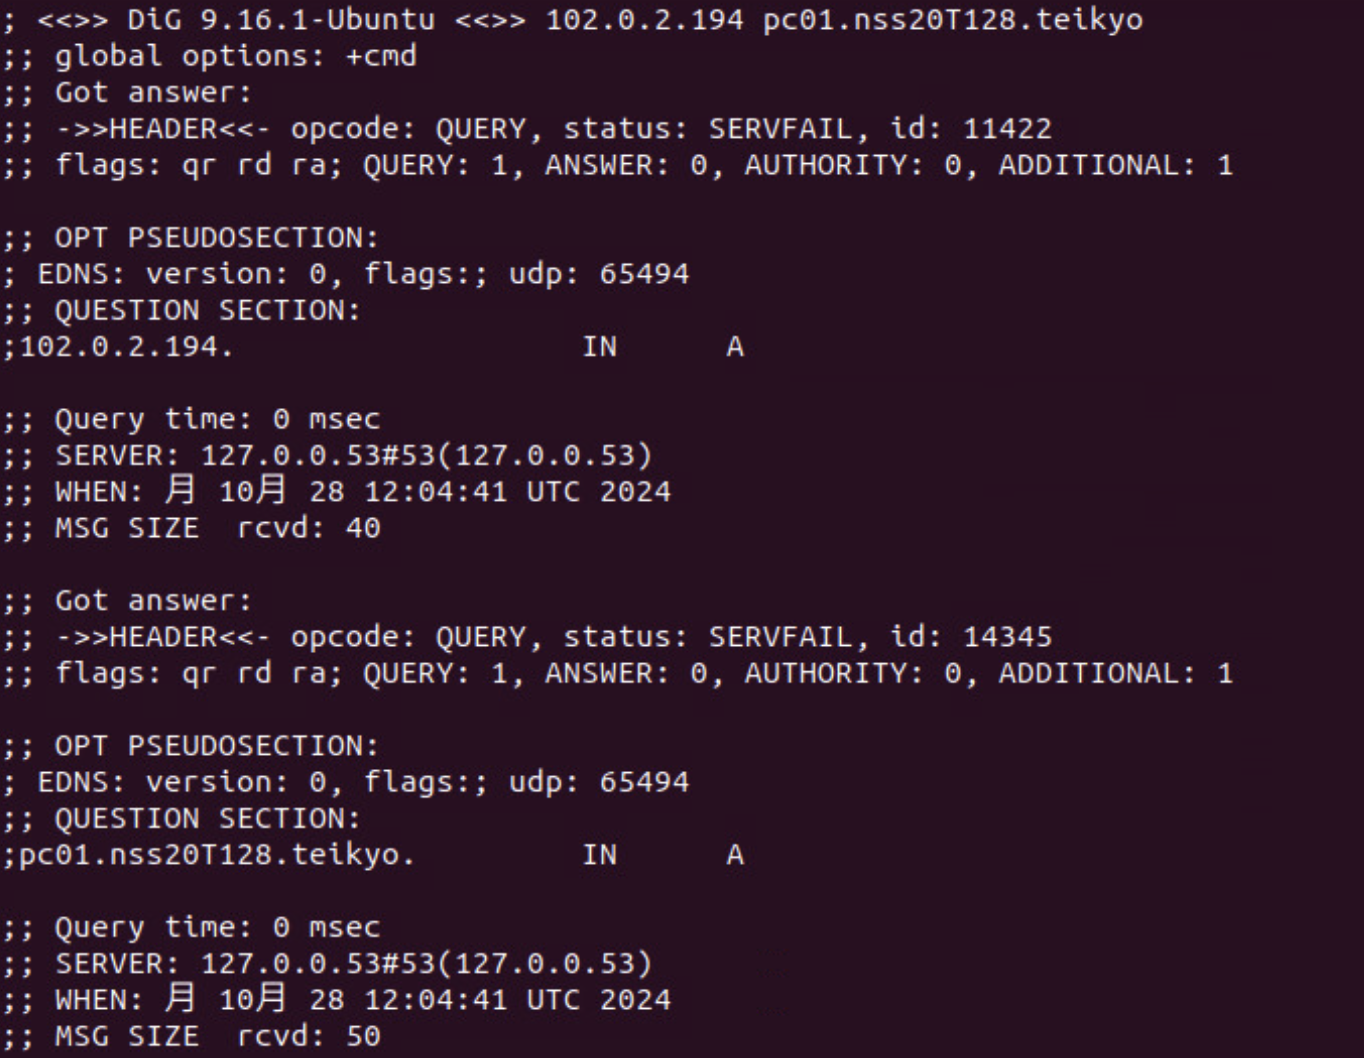 ; <<>> DiG 9.16.1-Ubuntu <<>> 102.0.2.194 pc01.nss20T128.teikyo
;; global options: +cmd
;; Got answer:
;; ->>HEADER<<- opcode: QUERY, status: SERVFAIL, id: 11422
;; flags: qr rd ra; QUERY: 1, ANSWER: 0, AUTHORITY: 0, ADDITIONAL: 1
;; OPT PSEUDOSECTION:
; EDNS: version: 0, flags:; udp: 65494
;; QUESTION SECTION:
;102.0.2.194. IN A
;; Query time: 0 msec
;; SERVER: 127.0.0.53#53(127.0.0.53)
;; WHEN: 月 10月 28 12:04:41 UTC 2024
;; MSG SIZE rcvd: 40
;; Got answer:
;; ->>HEADER<<- opcode: QUERY, status: SERVFAIL, id: 14345
;; flags: qr rd ra; QUERY: 1, ANSWER: 0, AUTHORITY: 0, ADDITIONAL: 1
;; OPT PSEUDOSECTION:
; EDNS: version: 0, flags:; udp: 65494
;; QUESTION SECTION:
;pc01.nss20T128.teikyo. IN A
;; Query time: 0 msec
;; SERVER: 127.0.0.53#53(127.0.0.53)
;; WHEN: 月 10月 28 12:04:41 UTC 2024
;; MSG SIZE rcvd: 50